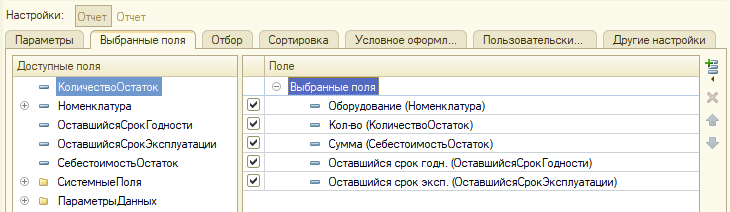 Настройки: Отчет Отчет
Параметры Выбранные поля Отбор Сортировка Условное оформл... Пользовательски... Другие настройки
Доступные поля
КоличествоОстаток
Номенклатура
ОставшийсяСрокГодности
ОставшийсяСрокЭксплуатации
СебестоимостьОстаток
СистемныеПоля
ПараметрыДанных
Поле
Выбранные поля
Оборудование (Номенклатура)
Кол-во (КоличествоОстаток)
Сумма (СебестоимостьОстаток)
Оставшийся срок годн. (ОставшийсяСрокГодности)
Оставшийся срок эксп. (ОставшийсяСрокЭксплуатации)